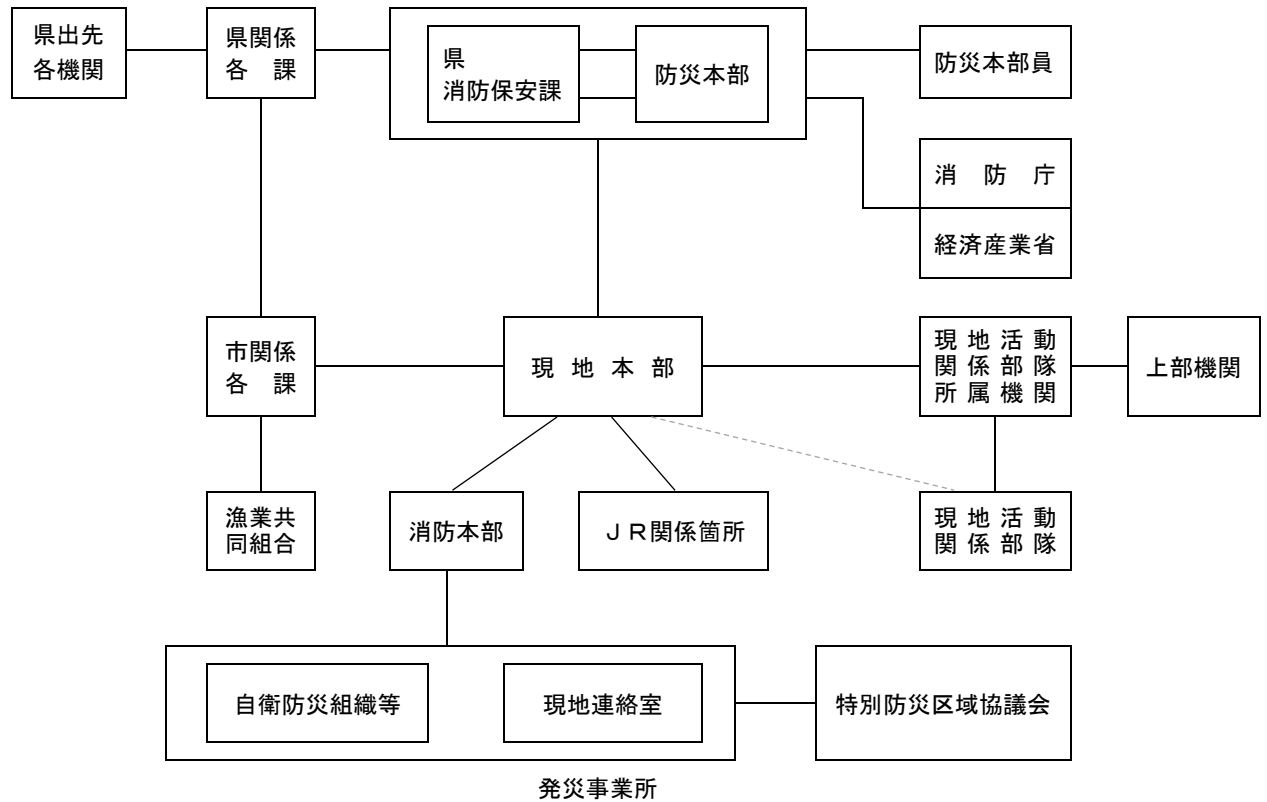 県出先
各機関
県関係
各　課
県
消防保安課
防災本部
防災本部員
消　防　庁
経済産業省
市関係
各　課
現　地　本　部
現 地 活 動
関 係 部 隊
所 属 機 関
上部機関
漁業共
同組合
消防本部
ＪＲ関係箇所
現 地 活 動
関 係 部 隊
自衛防災組織等
現地連絡室
特別防災区域協議会
発災事業所